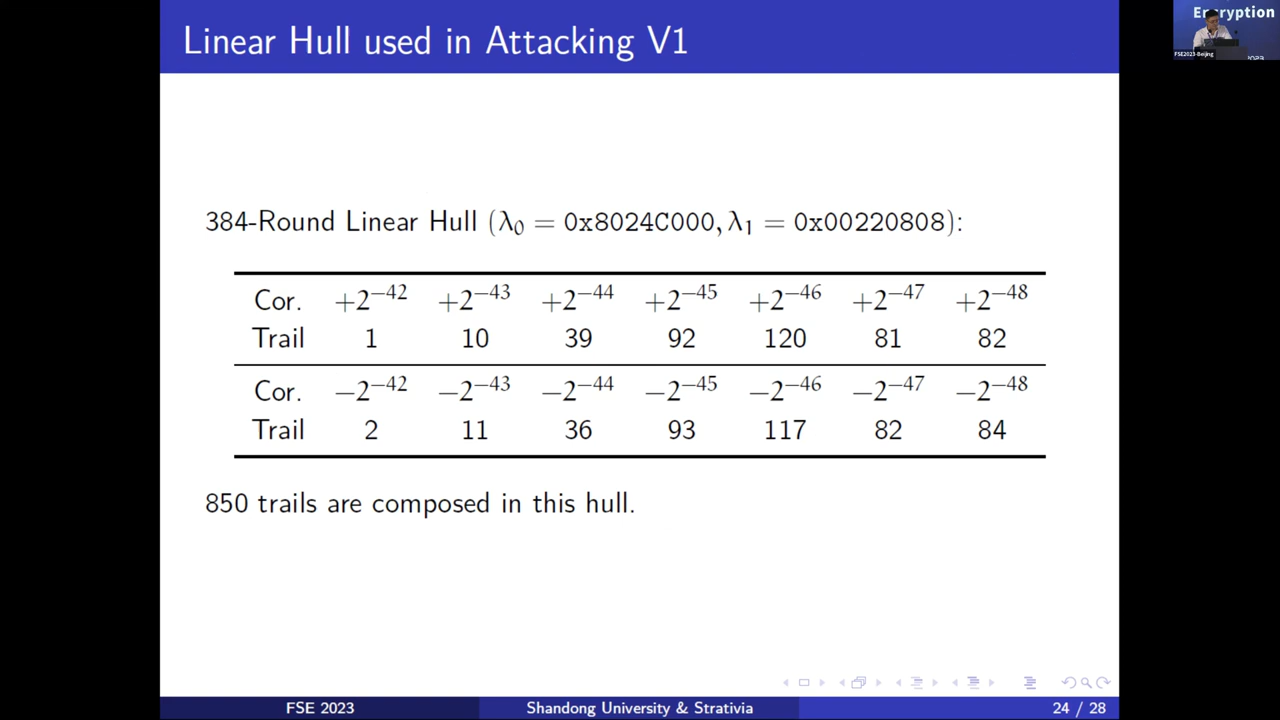 Linear Hull used in Attacking V1
Encryption
FSE2023-Beijing
2023
384-Round Linear Hull (λ₀ = 0x8024C000, λ₁ = 0x00220808):
Cor. +2⁻⁴² +2⁻⁴³ +2⁻⁴⁴ +2⁻⁴⁵ +2⁻⁴⁶ +2⁻⁴⁷ +2⁻⁴⁸
Trail 1 10 39 92 120 81 82
Cor. −2⁻⁴² −2⁻⁴³ −2⁻⁴⁴ −2⁻⁴⁵ −2⁻⁴⁶ −2⁻⁴⁷ −2⁻⁴⁸
Trail 2 11 36 93 117 82 84
850 trails are composed in this hull.
FSE 2023 Shandong University & Strativia 24 / 28